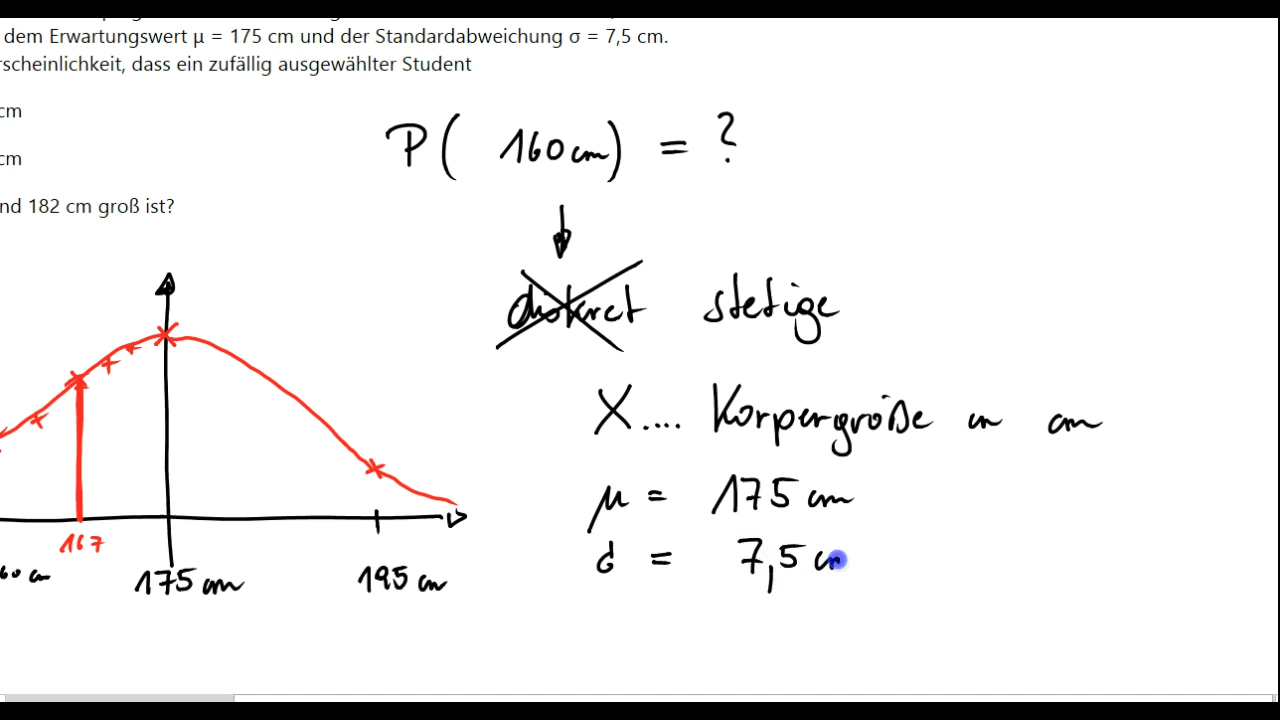 dem Erwartungswert μ = 175 cm und der Standardabweichung σ = 7,5 cm.
rscheinlichkeit, dass ein zufällig ausgewählter Student
cm
P( 160 cm) = ?
cm
nd 182 cm groß ist?
diskret stetige
X.... Körpergröße in cm
μ = 175 cm
σ = 7,5 cm
167
60 cm 175 cm 195 cm